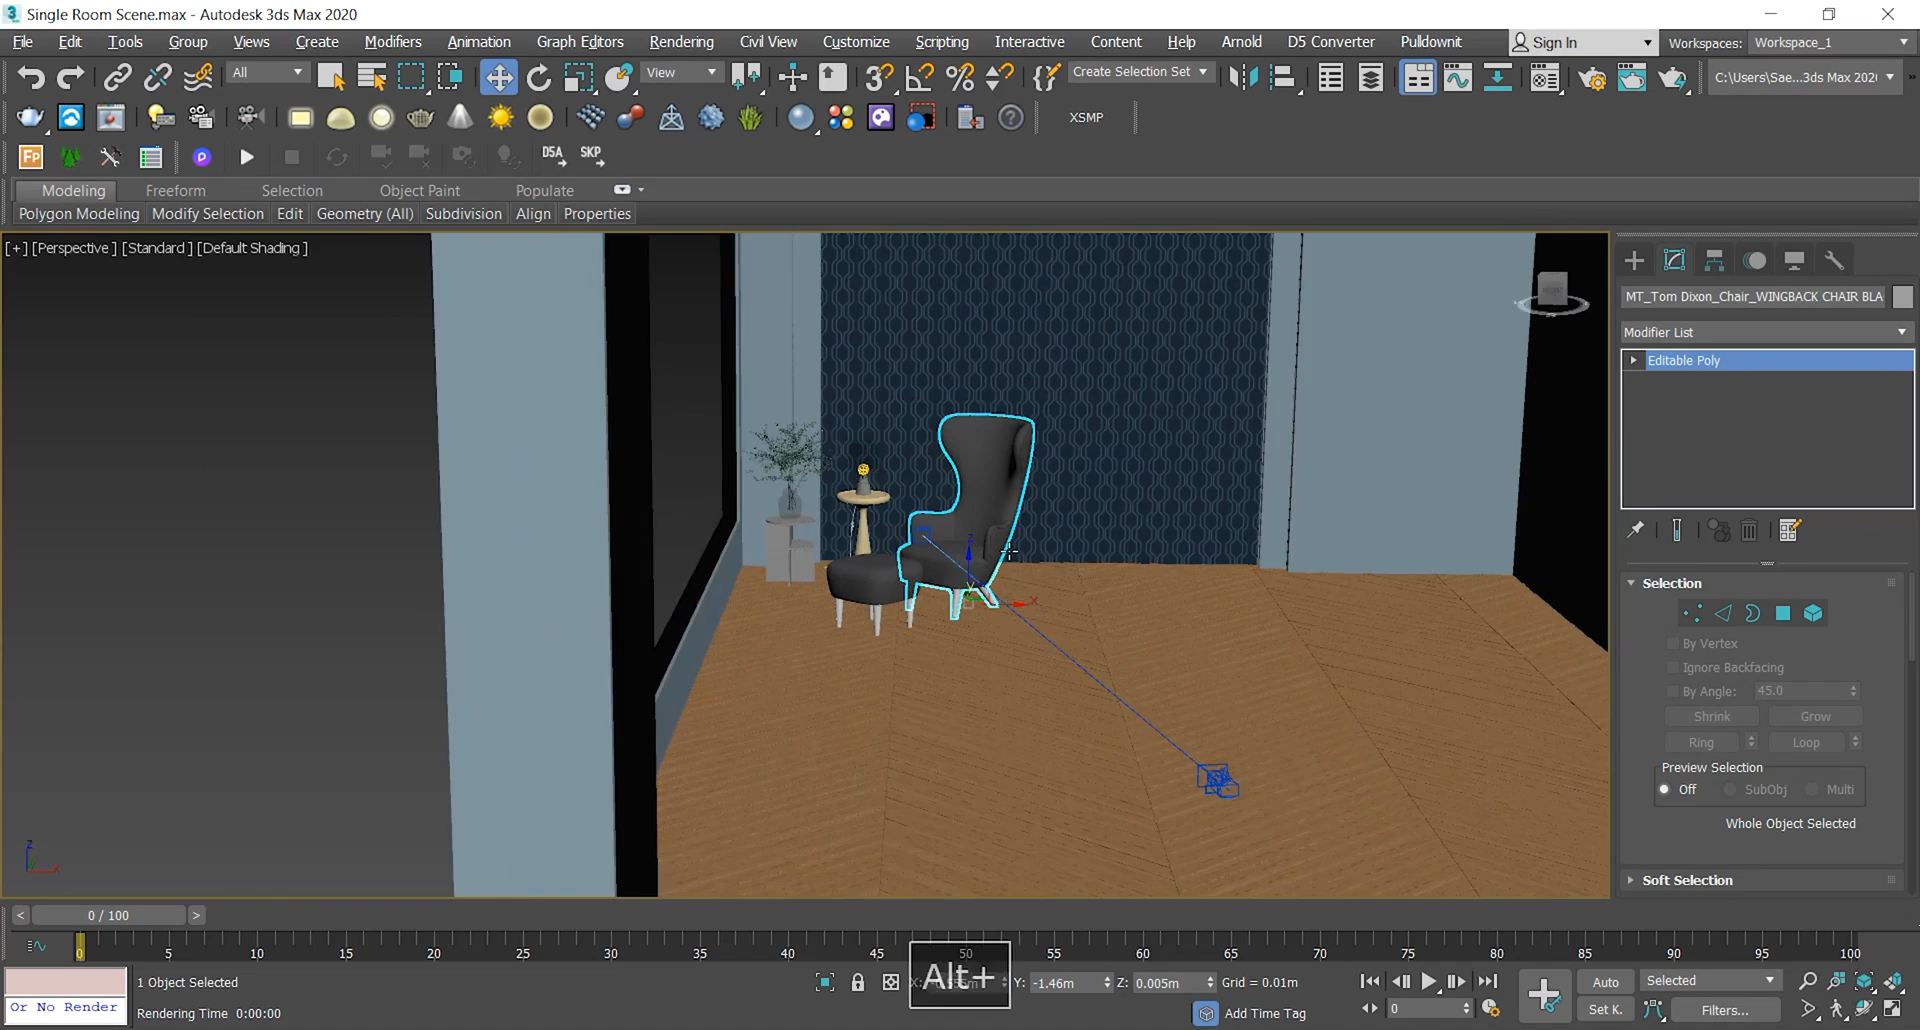 Single Room Scene.max - Autodesk 3ds Max 2020
File Edit Tools Group Views Create Modifiers Animation Graph Editors Rendering Civil View Customize Scripting Interactive Content Help Arnold D5 Converter Pulldownit Sign In Workspaces: Workspace_1
All View Create Selection Set C:\Users\Sae...3ds Max 202
XSMP
D5A SKP
Modeling Freeform Selection Object Paint Populate
Polygon Modeling Modify Selection Edit Geometry (All) Subdivision Align Properties
[+] [Perspective ] [Standard ] [Default Shading ]
MT_Tom Dixon_Chair_WINGBACK CHAIR BLA
Modifier List
Editable Poly
Selection
By Vertex
Ignore Backfacing
By Angle: 45.0
Shrink Grow
Ring Loop
Preview Selection
Off SubObj Multi
Whole Object Selected
Soft Selection
z x
0 / 100
0 5 10 15 20 25 30 35 40 45 50 55 60 65 70 75 80 85 90 95 100
1 Object Selected
Alt+
Y: -1.46m Z: 0.005m Grid = 0.01m
Auto Selected
Or No Render
Rendering Time 0:00:00
Add Time Tag
0
Set K. Filters...